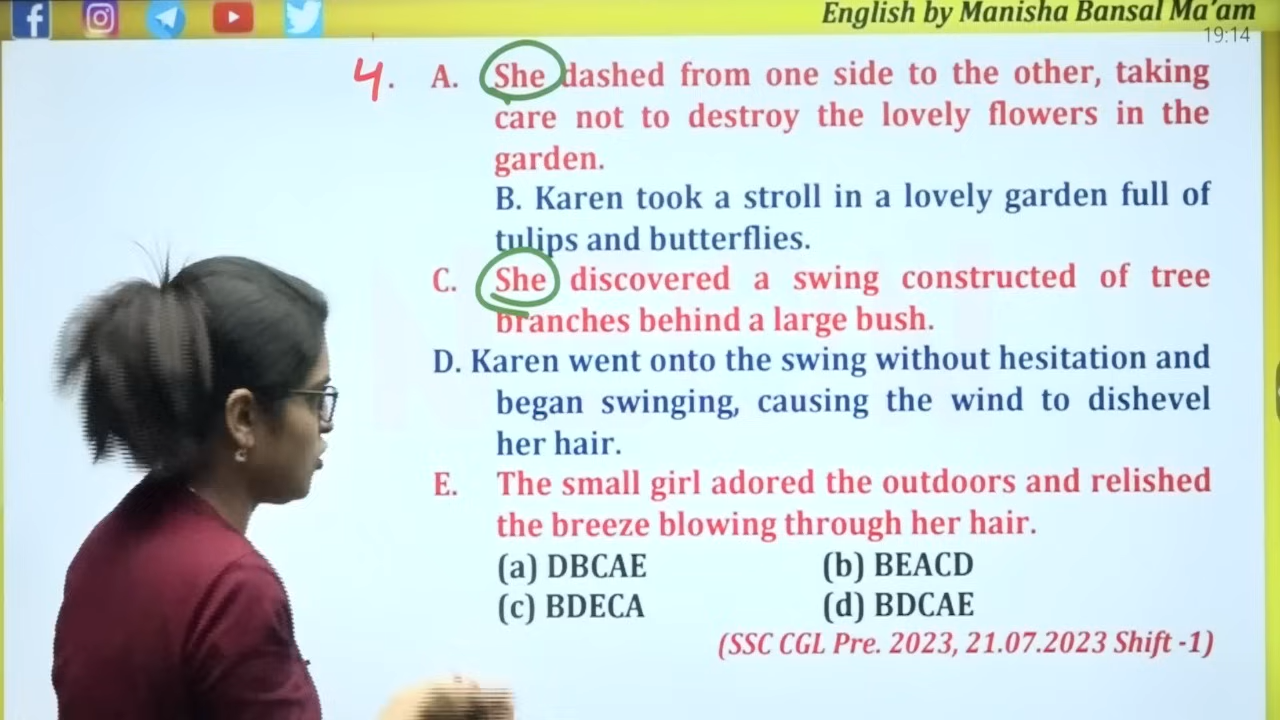 English by Manisha Bansal Ma'am
19:14
4. A. She dashed from one side to the other, taking
care not to destroy the lovely flowers in the
garden.
B. Karen took a stroll in a lovely garden full of
tulips and butterflies.
C. She discovered a swing constructed of tree
branches behind a large bush.
D. Karen went onto the swing without hesitation and
began swinging, causing the wind to dishevel
her hair.
E. The small girl adored the outdoors and relished
the breeze blowing through her hair.
(a) DBCAE (b) BEACD
(c) BDECA (d) BDCAE
(SSC CGL Pre. 2023, 21.07.2023 Shift -1)